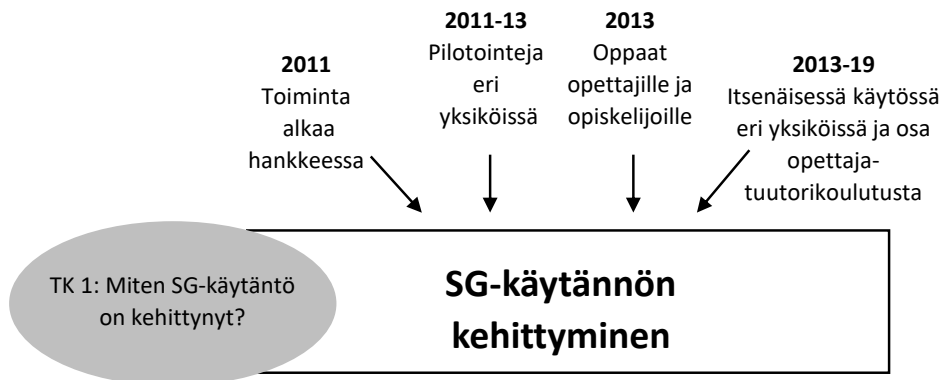 2011
Toiminta
alkaa
hankkeessa
2011-13
Pilotointeja
eri
yksiköissä
2013
Oppaat
opettajille ja
opiskelijoille
2013-19
Itsenäisessä käytössä
eri yksiköissä ja osa
opettaja-
tuutorikoulutusta
TK 1: Miten SG-käytäntö
on kehittynyt?
SG-käytännön
kehittyminen